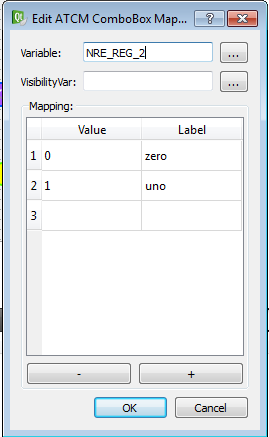 Edit ATCM ComboBox Map...
Variable: NRE_REG_2 ...
VisibilityVar: ...
Mapping:
Value Label
1 0 zero
2 1 uno
3
- +
OK Cancel